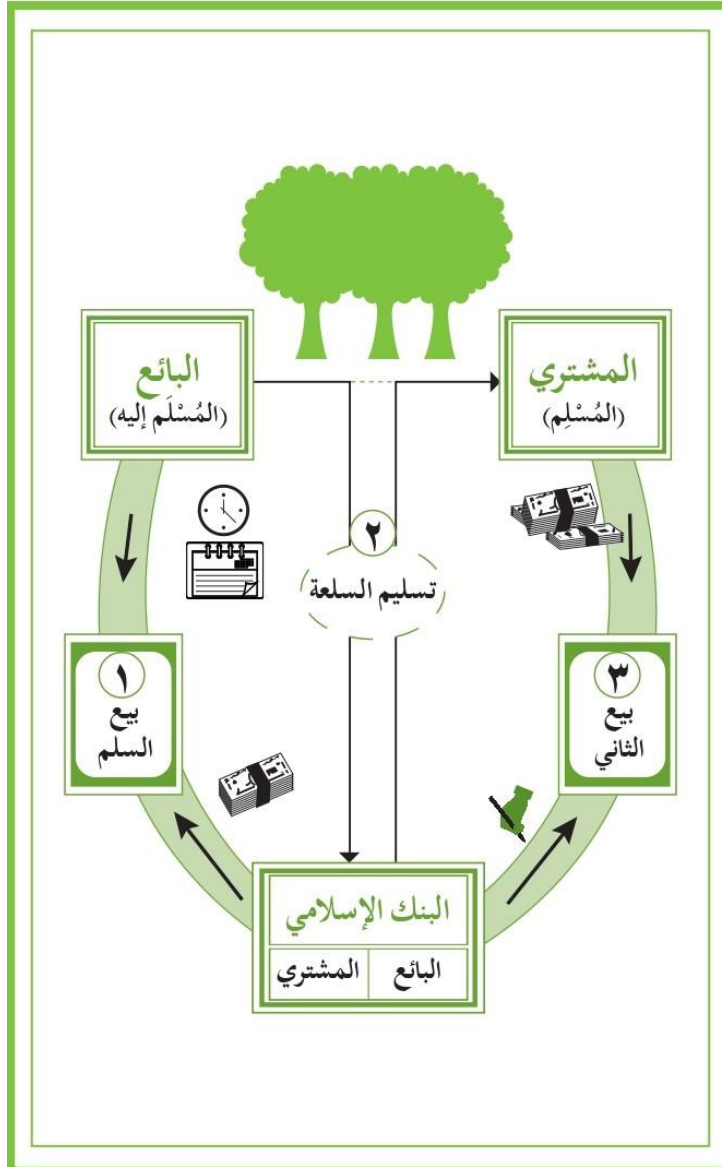 المشتري
(المُسْلِم)
البائع
(المُسْلَم إليه)
٢
تسليم السلعة
٣
بيع
الثاني
١
بيع
السلم
البنك الإسلامي
البائع
المشتري